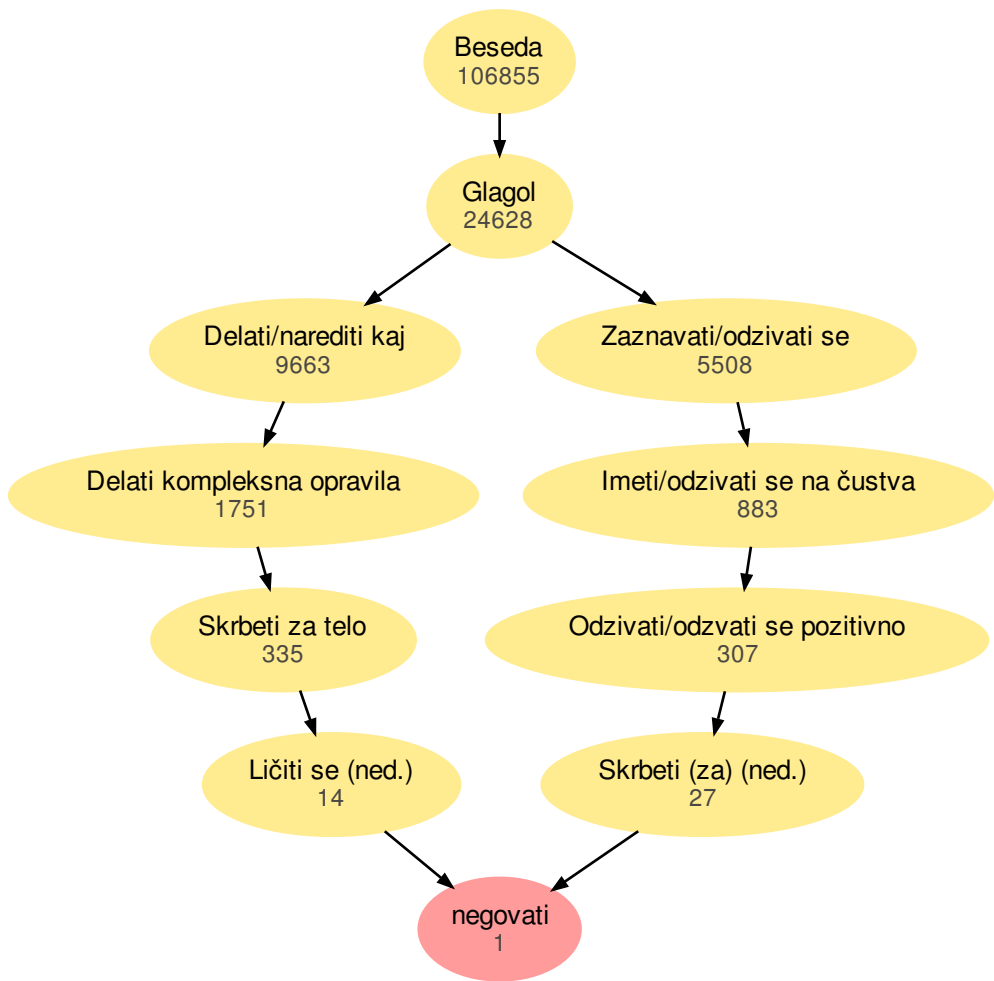 Beseda
106855
Glagol
24628
Delati/narediti kaj
9663
Zaznavati/odzivati se
5508
Delati kompleksna opravila
1751
Imeti/odzivati se na čustva
883
Skrbeti za telo
335
Odzivati/odzvati se pozitivno
307
Ličiti se (ned.)
14
Skrbeti (za) (ned.)
27
negovati
1